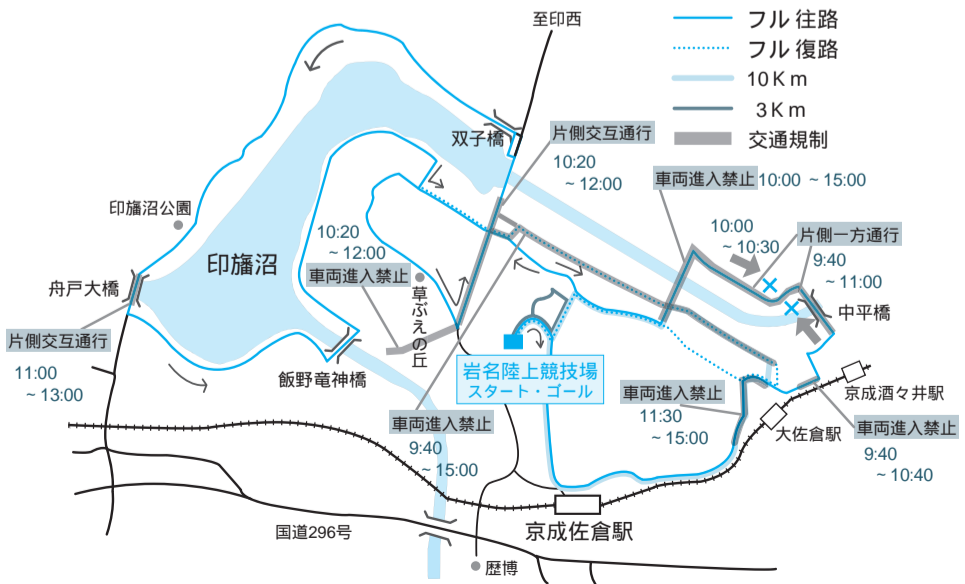 至印西
フル 往路
フル 復路
10Km
3Km
交通規制
双子橋
片側交互通行
10:20
~ 12:00
車両進入禁止
10:00 ~ 15:00
印旛沼公園
10:20
~ 12:00
車両進入禁止
印旛沼
草ぶえの丘
10:00
~ 10:30
片側一方通行
9:40
~ 11:00
中平橋
舟戸大橋
片側交互通行
11:00
~ 13:00
飯野竜神橋
岩名陸上競技場
スタート・ゴール
車両進入禁止
9:40
~ 15:00
車両進入禁止
11:30
~ 15:00
京成酒々井駅
大佐倉駅
車両進入禁止
9:40
~ 10:40
国道296号
京成佐倉駅
歴博